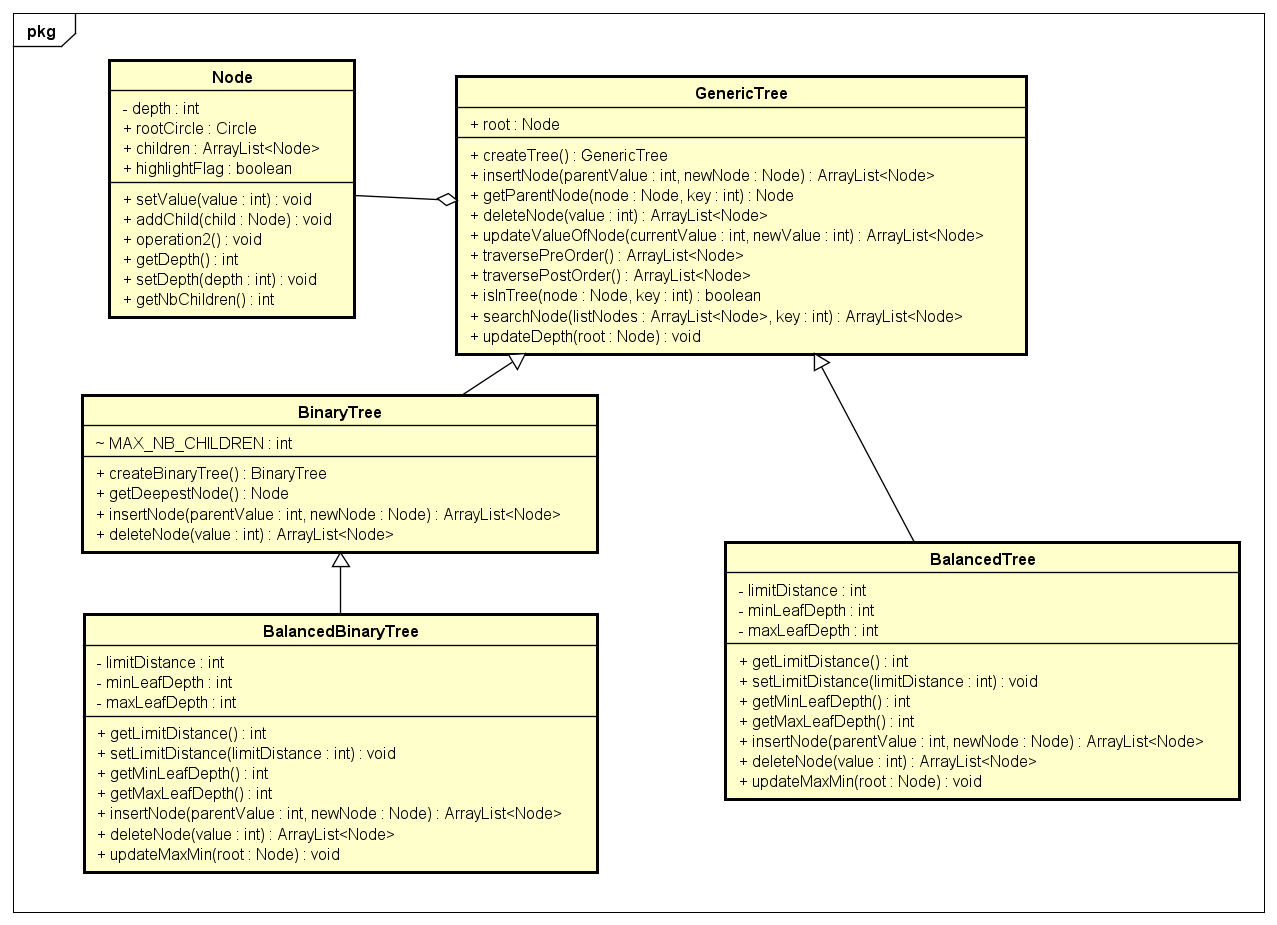 pkg
Node
- depth : int
+ rootCircle : Circle
+ children : ArrayList<Node>
+ highlightFlag : boolean
+ setValue(value : int) : void
+ addChild(child : Node) : void
+ operation2() : void
+ getDepth() : int
+ setDepth(depth : int) : void
+ getNbChildren() : int
GenericTree
+ root : Node
+ createTree() : GenericTree
+ insertNode(parentValue : int, newNode : Node) : ArrayList<Node>
+ getParentNode(node : Node, key : int) : Node
+ deleteNode(value : int) : ArrayList<Node>
+ updateValueOfNode(currentValue : int, newValue : int) : ArrayList<Node>
+ traversePreOrder() : ArrayList<Node>
+ traversePostOrder() : ArrayList<Node>
+ isInTree(node : Node, key : int) : boolean
+ searchNode(listNodes : ArrayList<Node>, key : int) : ArrayList<Node>
+ updateDepth(root : Node) : void
BinaryTree
~ MAX_NB_CHILDREN : int
+ createBinaryTree() : BinaryTree
+ getDeepestNode() : Node
+ insertNode(parentValue : int, newNode : Node) : ArrayList<Node>
+ deleteNode(value : int) : ArrayList<Node>
BalancedBinaryTree
- limitDistance : int
- minLeafDepth : int
- maxLeafDepth : int
+ getLimitDistance() : int
+ setLimitDistance(limitDistance : int) : void
+ getMinLeafDepth() : int
+ getMaxLeafDepth() : int
+ insertNode(parentValue : int, newNode : Node) : ArrayList<Node>
+ deleteNode(value : int) : ArrayList<Node>
+ updateMaxMin(root : Node) : void
BalancedTree
- limitDistance : int
- minLeafDepth : int
- maxLeafDepth : int
+ getLimitDistance() : int
+ setLimitDistance(limitDistance : int) : void
+ getMinLeafDepth() : int
+ getMaxLeafDepth() : int
+ insertNode(parentValue : int, newNode : Node) : ArrayList<Node>
+ deleteNode(value : int) : ArrayList<Node>
+ updateMaxMin(root : Node) : void